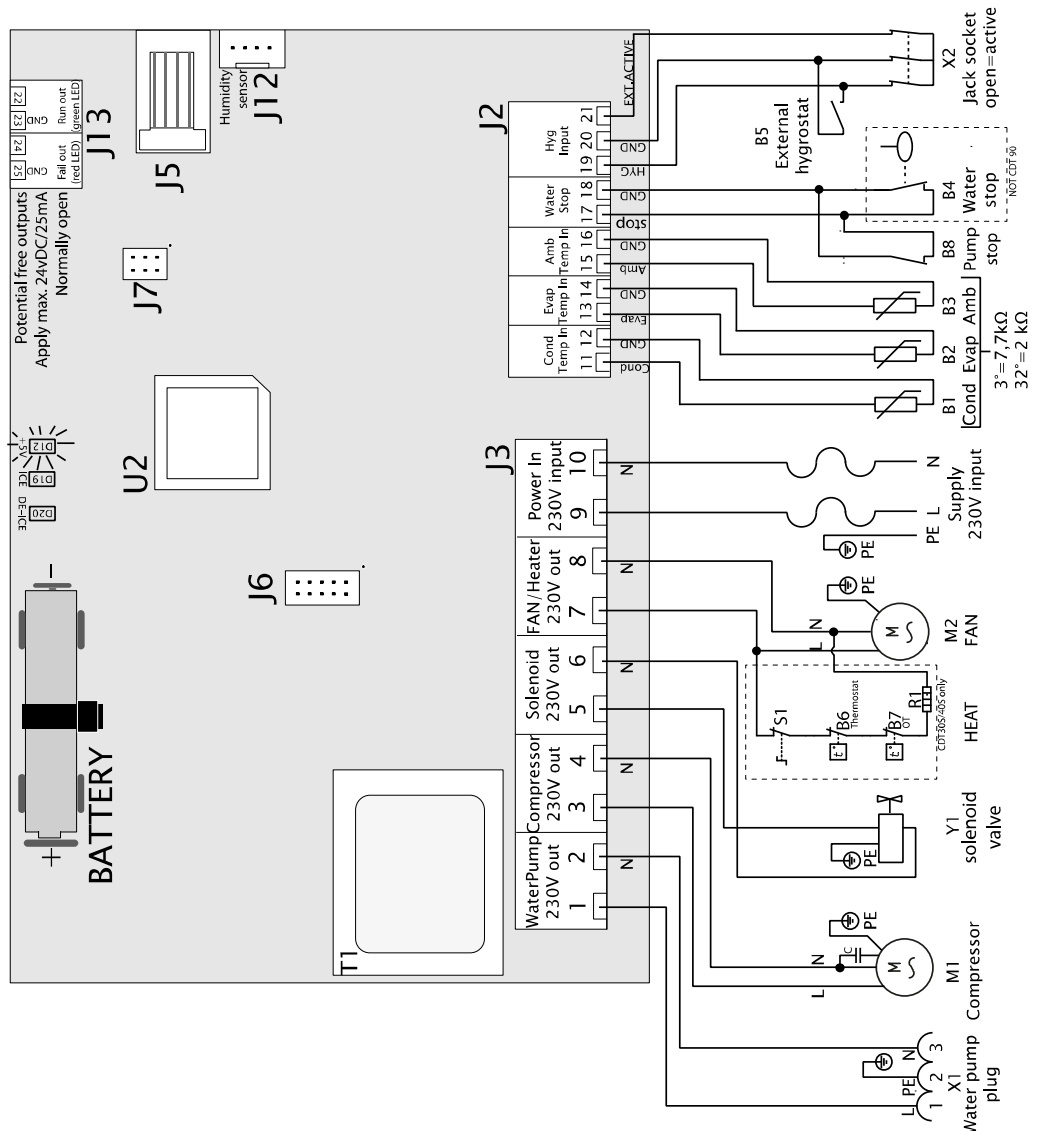 22
23
GND
Run out
(green LED)
24
25
GND
Fail out
(red LED)
J13
Potential free outputs
Apply max. 24vDC/25mA
Normally open
J5
Humidity
sensor
J12
J7
+5V
D12
ICE
D19
DE-ICE
D20
U2
J6
BATTERY
+
−
T1
J2
EXT.ACTIVE
21
20
19
Hyg
Input
GND
HYG
18
17
Water
Stop
GND
stop
16
15
Amb
Temp In
GND
Amb
14
13
Evap
Temp In
GND
Evap
12
11
Cond
Temp In
GND
Cond
J3
10
9
Power In
230V input
N
8
7
FAN/Heater
230V out
N
6
5
Solenoid
230V out
N
4
3
Compressor
230V out
N
2
1
WaterPump
230V out
N
X2
Jack socket
open=active
B5
External
hygrostat
B4
Water
stop
NOT CDT 90
B8
Pump
stop
B3
Amb
B2
Evap
B1
Cond
3°=7,7kΩ
32°=2 kΩ
N
L
PE
Supply
230V input
PE
PE
N
L
M
M2
FAN
S1
B6
Thermostat
t°
B7
OT
t°
R1
CDT30S/40S only
HEAT
PE
Y1
solenoid
valve
PE
C
N
L
M
M1
Compressor
N
PE
L
3
2
1
X1
Water pump
plug